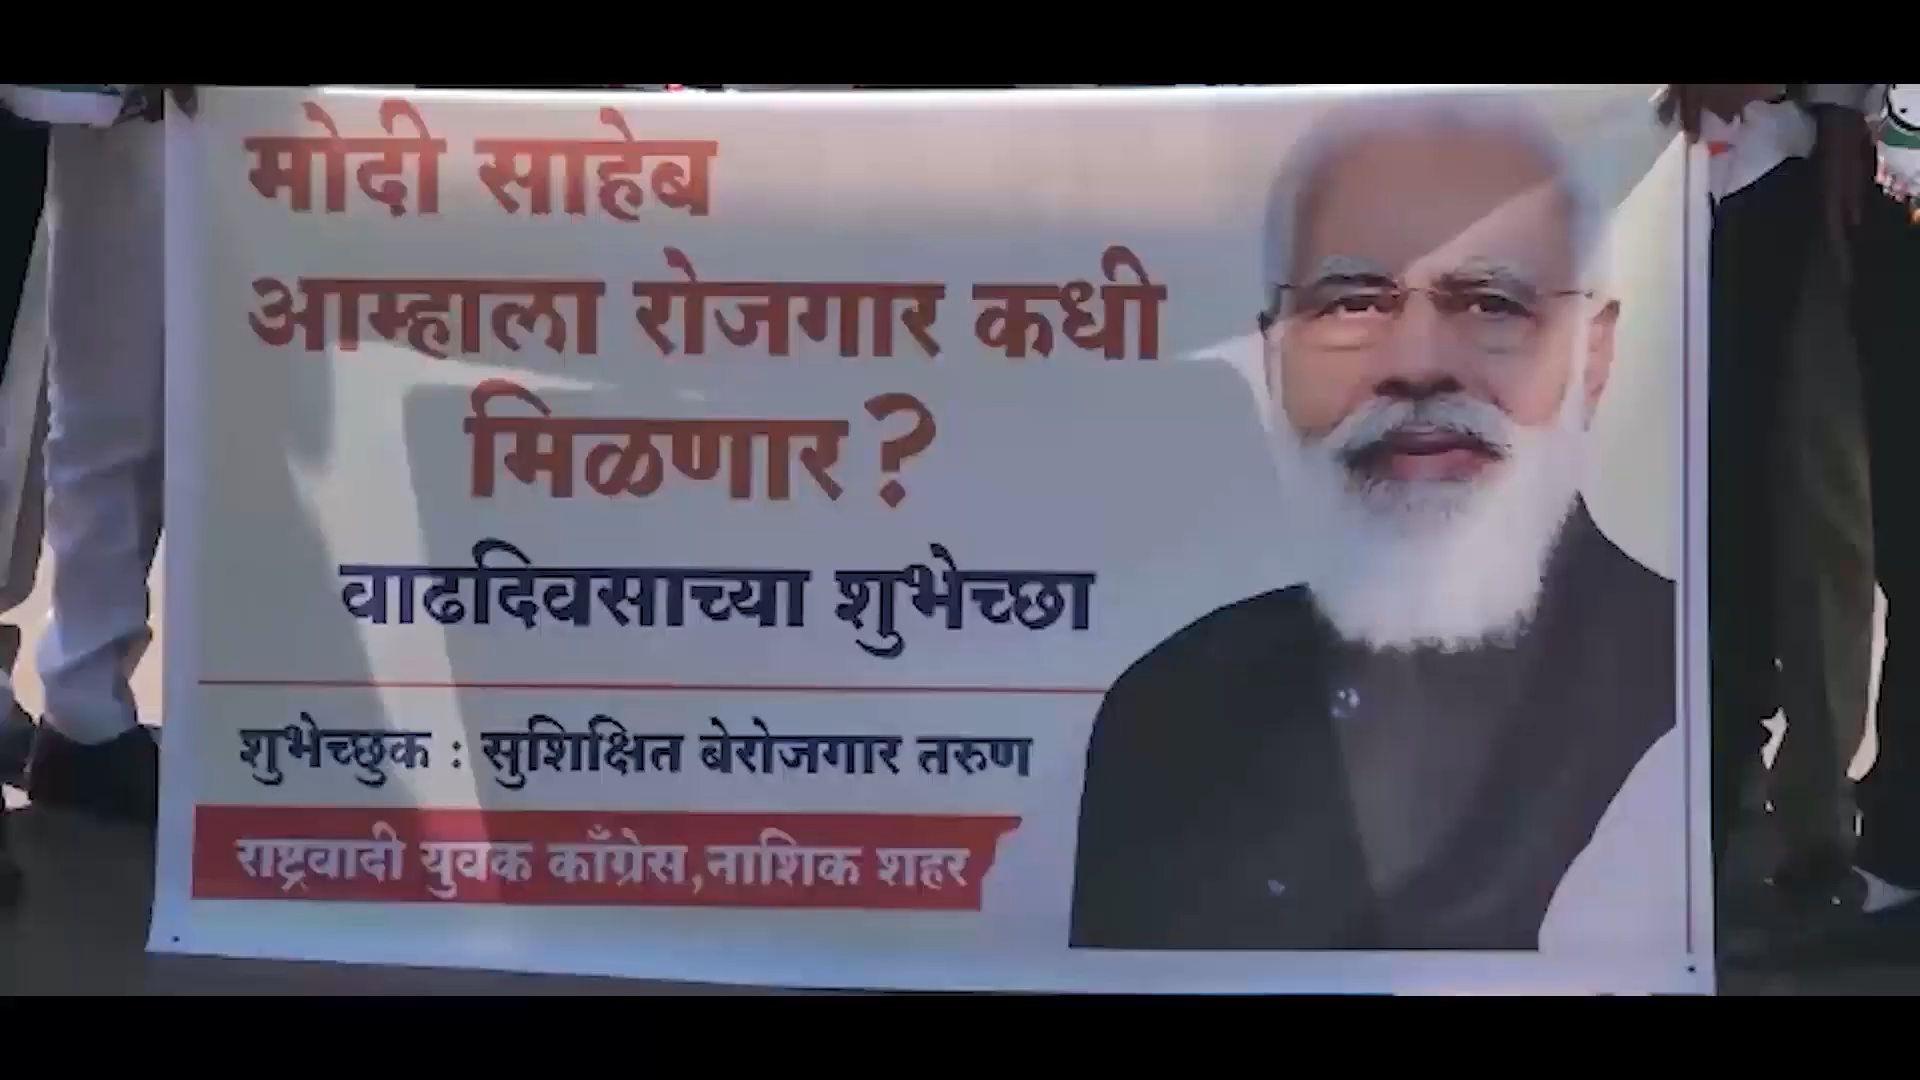 मोदी साहेब
आम्हाला रोजगार कधी
मिळणार ?
वाढदिवसाच्या शुभेच्छा
शुभेच्छुक : सुशिक्षित बेरोजगार तरुण
राष्ट्रवादी युवक काँग्रेस,नाशिक शहर